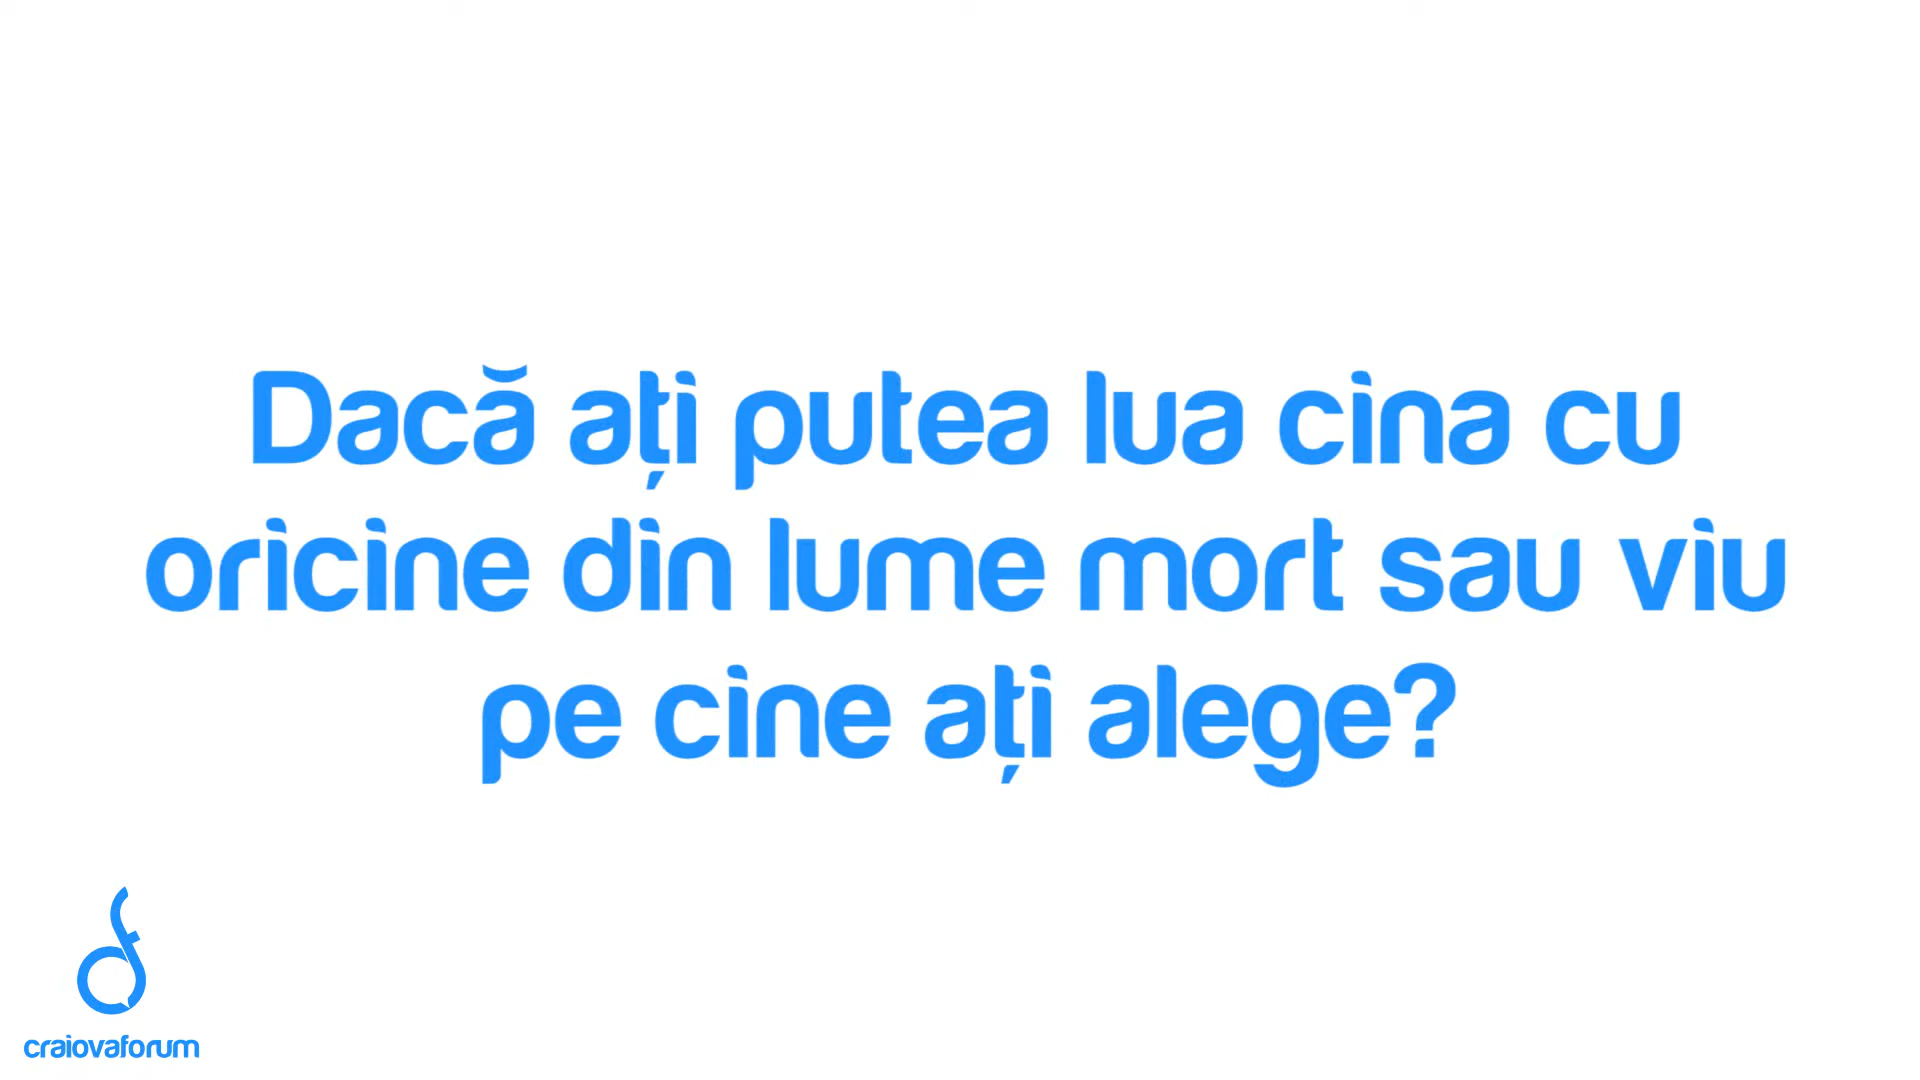 Dacă ați putea lua cina cu
oricine din lume mort sau viu
pe cine ați alege?
craiovaforum